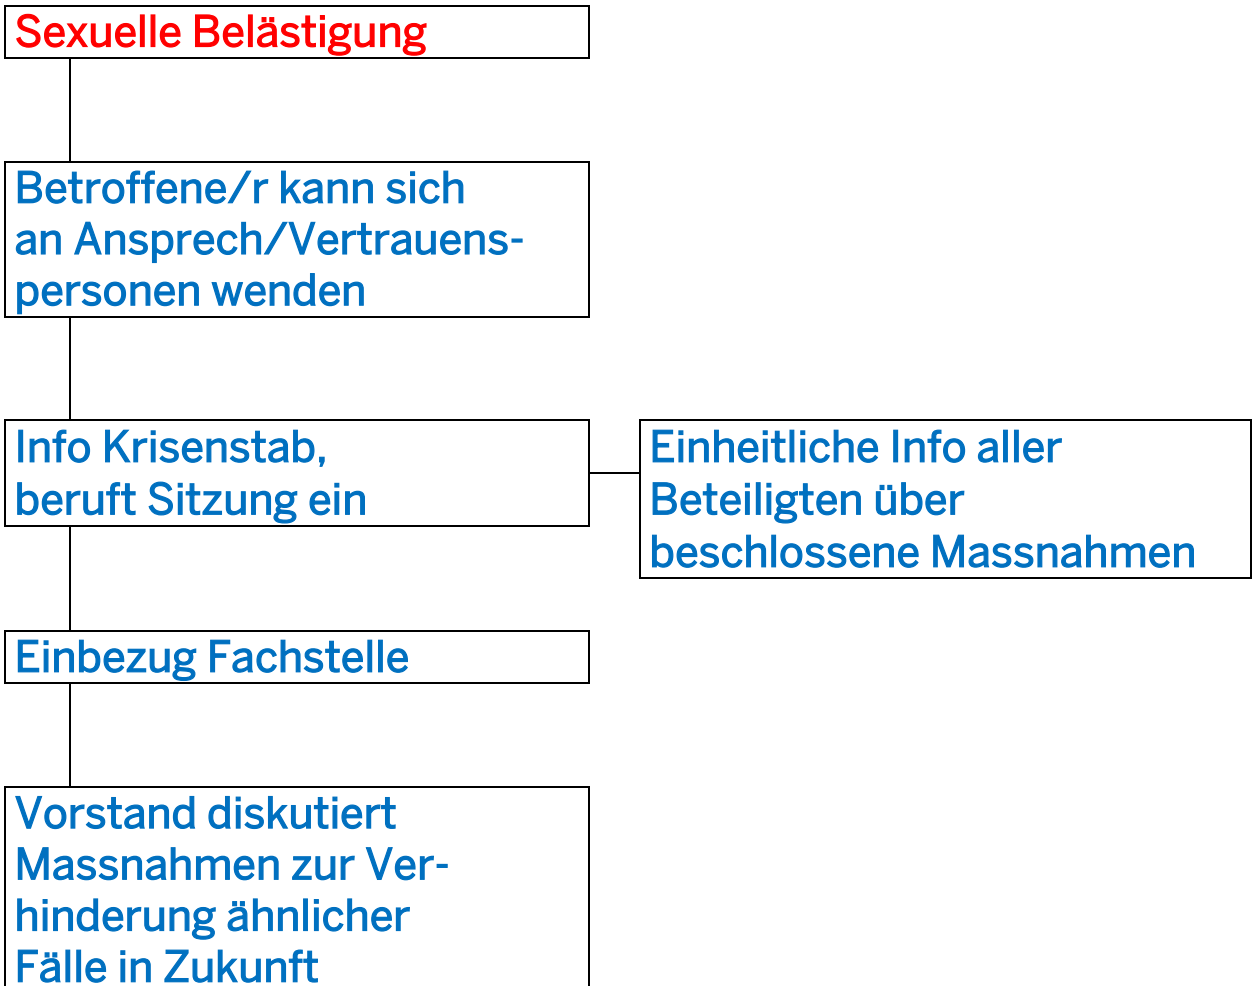 Sexuelle Belästigung
Betroffene/r kann sich
an Ansprech/Vertrauens-
personen wenden
Info Krisenstab,
beruft Sitzung ein
Einheitliche Info aller
Beteiligten über
beschlossene Massnahmen
Einbezug Fachstelle
Vorstand diskutiert
Massnahmen zur Ver-
hinderung ähnlicher
Fälle in Zukunft